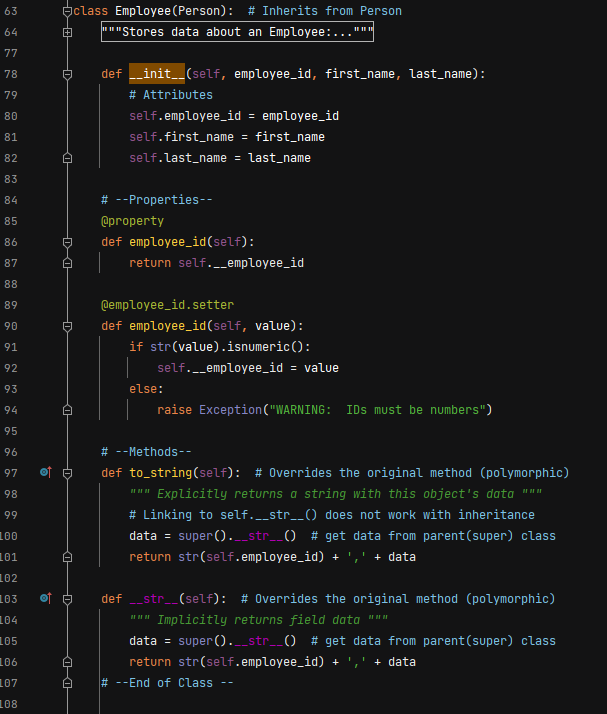 63 class Employee(Person):  # Inherits from Person
64     """Stores data about an Employee:..."""
77
78     def __init__(self, employee_id, first_name, last_name):
79         # Attributes
80         self.employee_id = employee_id
81         self.first_name = first_name
82         self.last_name = last_name
83
84     # --Properties--
85     @property
86     def employee_id(self):
87         return self.__employee_id
88
89     @employee_id.setter
90     def employee_id(self, value):
91         if str(value).isnumeric():
92             self.__employee_id = value
93         else:
94             raise Exception("WARNING:  IDs must be numbers")
95
96     # --Methods--
97     def to_string(self):  # Overrides the original method (polymorphic)
98         """ Explicitly returns a string with this object's data """
99         # Linking to self.__str__() does not work with inheritance
100         data = super().__str__()  # get data from parent(super) class
101         return str(self.employee_id) + ',' + data
102
103     def __str__(self):  # Overrides the original method (polymorphic)
104         """ Implicitly returns field data """
105         data = super().__str__()  # get data from parent(super) class
106         return str(self.employee_id) + ',' + data
107     # --End of Class --
108